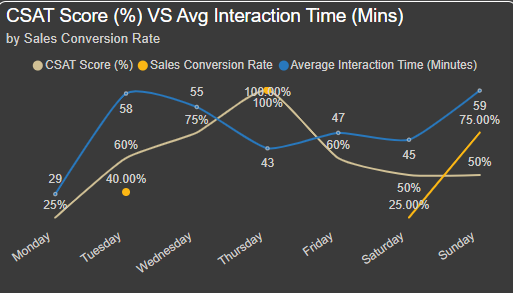 CSAT Score (%) VS Avg Interaction Time (Mins)
by Sales Conversion Rate
CSAT Score (%) Sales Conversion Rate Average Interaction Time (Minutes)
29
25%
58
60%
40.00%
55
75%
100.00%
100%
43
47
60%
45
50%
25.00%
59
75.00%
50%
Monday
Tuesday
Wednesday
Thursday
Friday
Saturday
Sunday